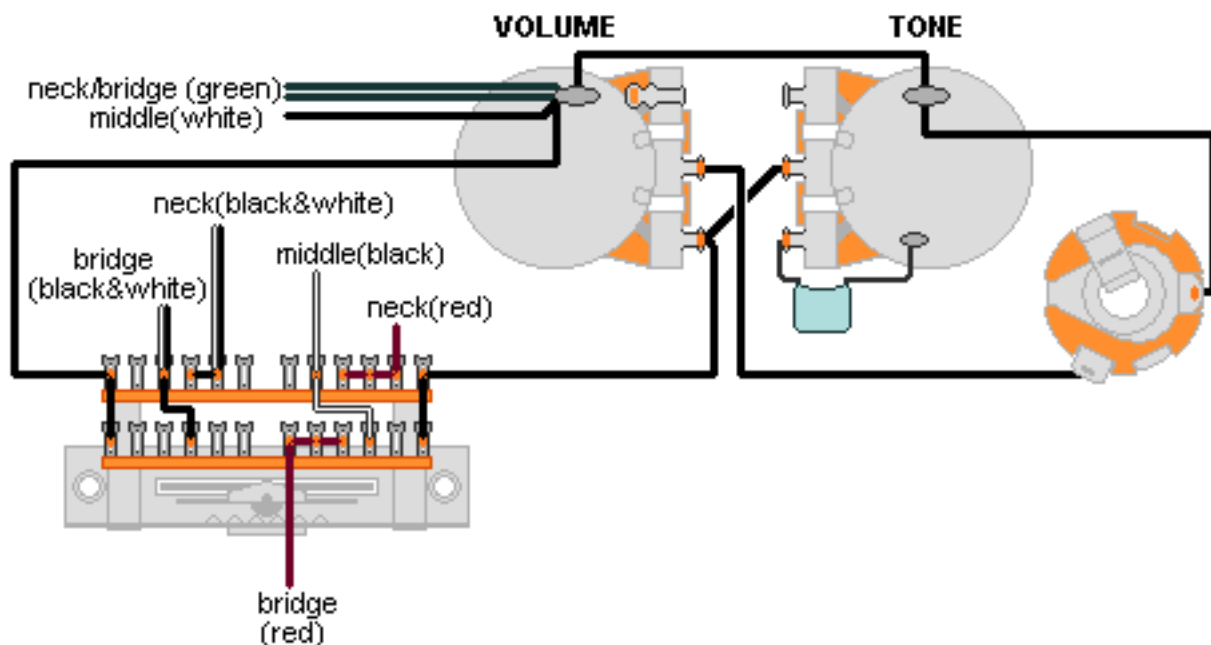 VOLUME
TONE
neck/bridge (green)
middle(white)
neck(black&white)
bridge
(black&white)
middle(black)
neck(red)
bridge
(red)